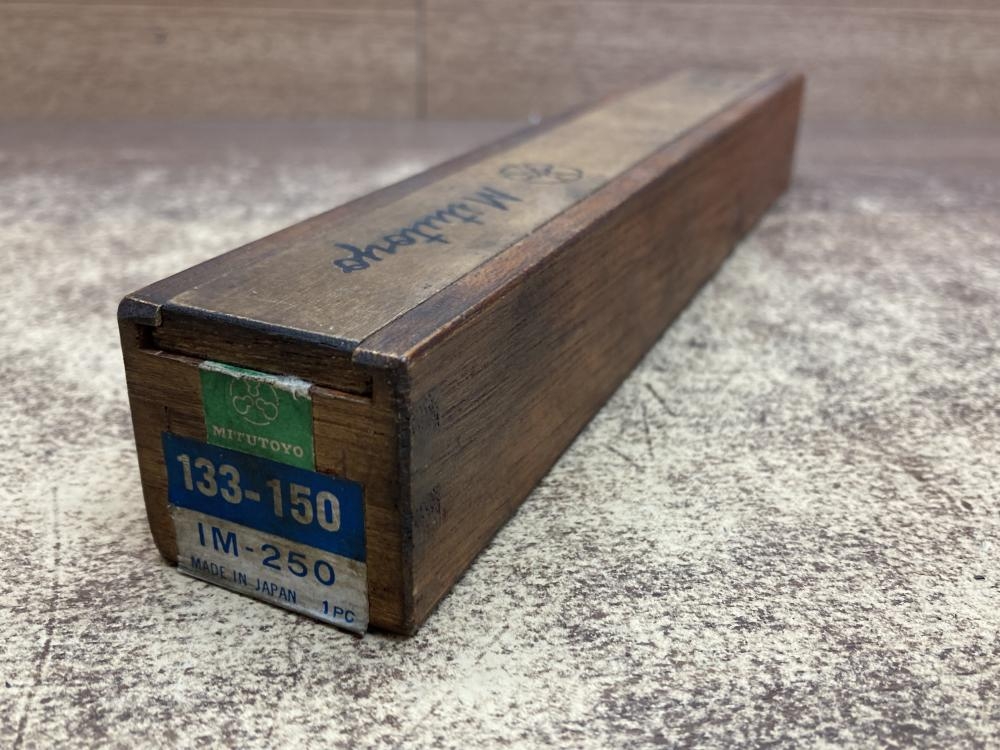 Mitutoyo
MITUTOYO
133-150
IM-250
MADE IN JAPAN 1PC